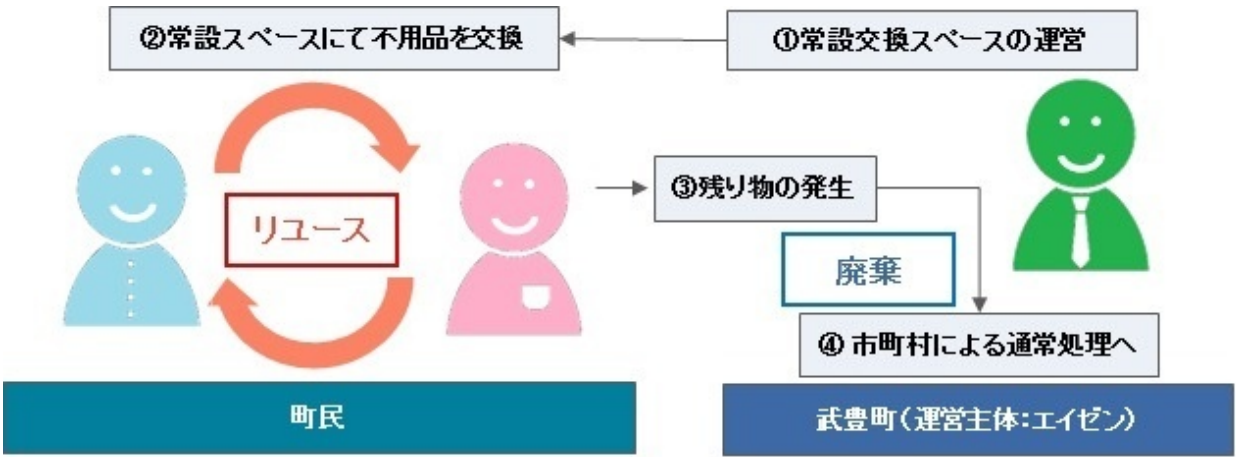 ②常設スペースにて不用品を交換
①常設交換スペースの運営
リユース
③残り物の発生
廃棄
④ 市町村による通常処理へ
町民
武豊町(運営主体:エイゼン)